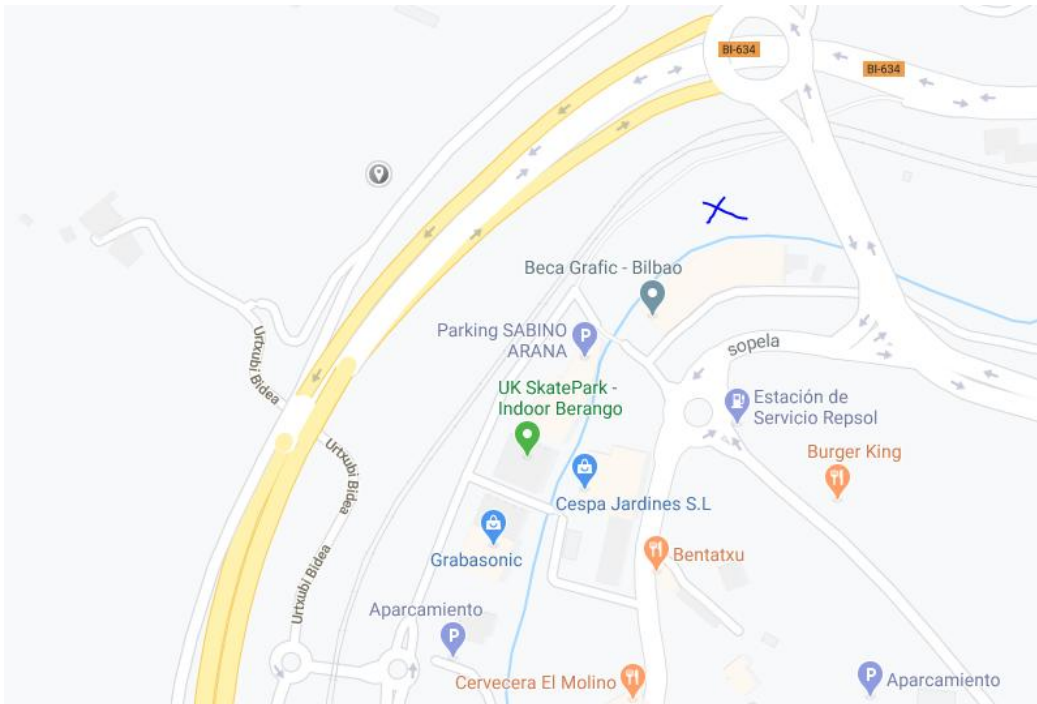 BI-634
BI-634
Beca Grafic - Bilbao
Parking SABINO
ARANA
sopela
UK SkatePark -
Indoor Berango
Estación de
Servicio Repsol
Urtxubi Bidea
Urtxubi Bidea
Burger King
Cespa Jardines S.L
Grabasonic
Bentatxu
Urtxubi Bidea
Aparcamiento
Cervecera El Molino
Aparcamiento
P
P
P